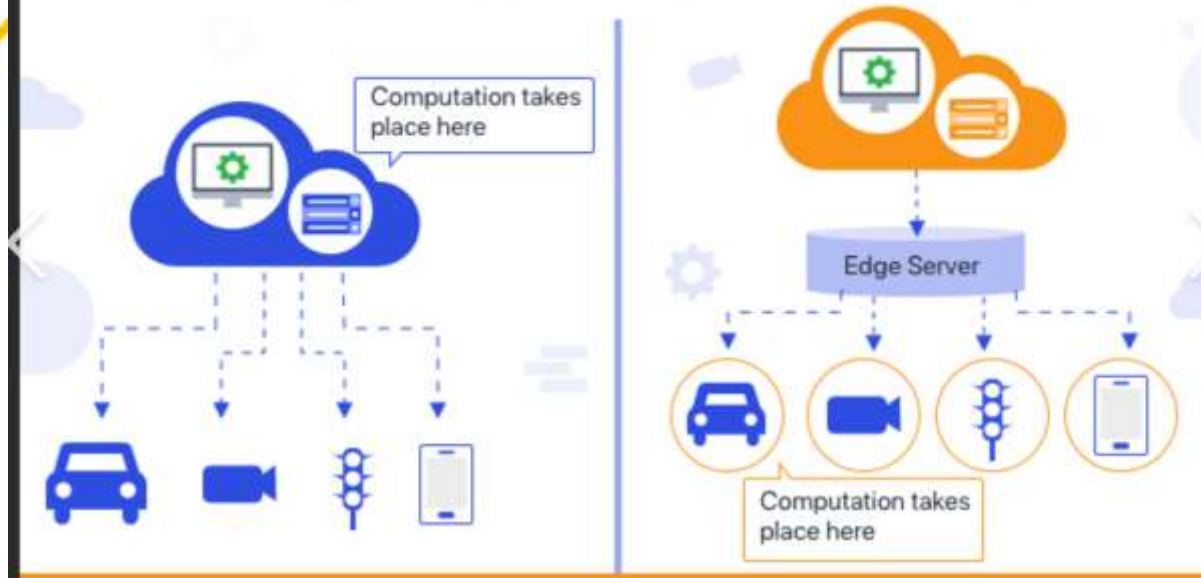 Computation takes
place here
Edge Server
Computation takes
place here